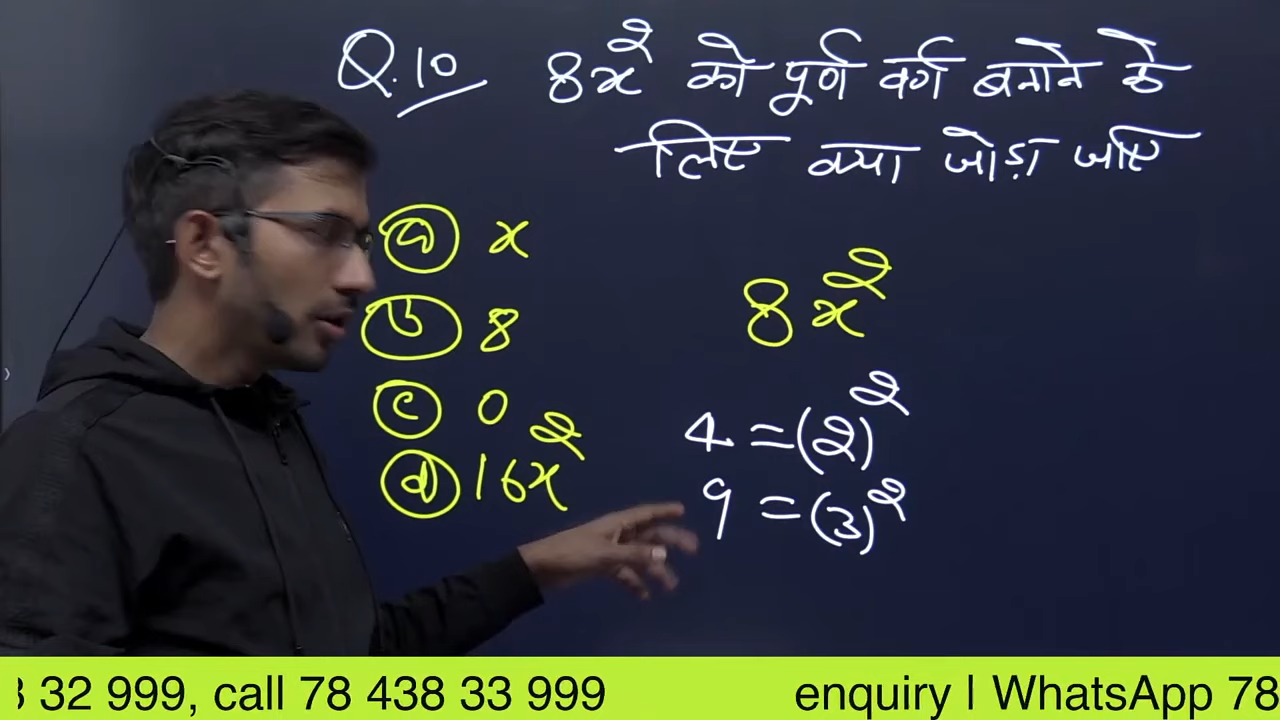 Q.10 8x² को पूर्ण वर्ग बनाने के
लिए क्या जोड़ा जाए
(a) x
(b) 8
(c) 0
(d) 16x²
8x²
4 = (2)²
9 = (3)²
32 999, call 78 438 33 999 enquiry | WhatsApp 78